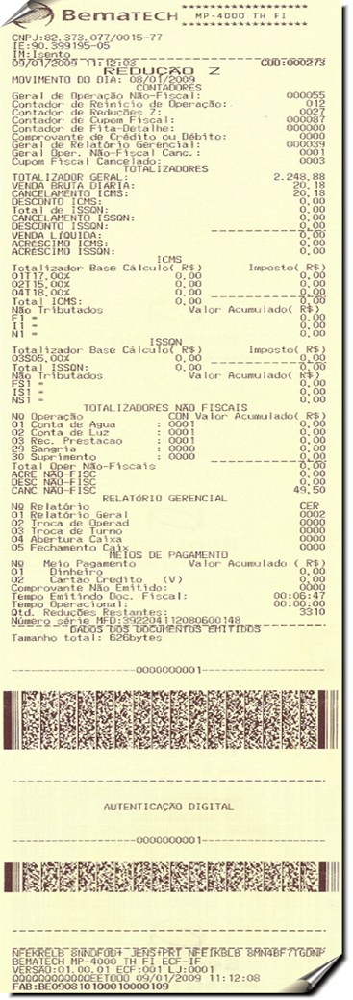 BEMATECH MP-4000 TH FI
CNPJ:82.373.077/0015-77
IE:90.399195-05
IM:Isento
09/01/2009 11:12:03 COO:000273
REDUÇÃO Z
MOVIMENTO DO DIA: 08/01/2009
CONTADORES
Geral de Operação Não-Fiscal: 000055
Contador de Reinício de Operação: 012
Contador de Reduções Z: 0027
Contador de Cupom Fiscal: 000087
Contador de Fita-Detalhe: 000000
Comprovante de Crédito ou Débito: 0000
Geral de Relatório Gerencial: 000039
Geral Oper. Não-Fiscal Canc.: 0001
Cupom Fiscal Cancelado: 0003
TOTALIZADORES
TOTALIZADOR GERAL: 2.248,88
VENDA BRUTA DIÁRIA: 20,18
CANCELAMENTO ICMS: 20,18
DESCONTO ICMS: 0,00
Total de ISSQN: 0,00
CANCELAMENTO ISSQN: 0,00
DESCONTO ISSQN: 0,00
VENDA LÍQUIDA: 0,00
ACRÉSCIMO ICMS: 0,00
ACRÉSCIMO ISSQN: 0,00
ICMS
Totalizador Base Cálculo( R$) Imposto( R$)
01T17,00% 0,00 0,00
02T15,00% 0,00 0,00
04T18,00% 0,00 0,00
Total ICMS: 0,00 0,00
Não Tributados Valor Acumulado( R$)
F1 = 0,00
I1 = 0,00
N1 = 0,00
ISSQN
Totalizador Base Cálculo( R$) Imposto( R$)
03S05,00% 0,00 0,00
Total ISSQN: 0,00 0,00
Não Tributados Valor Acumulado( R$)
FS1 = 0,00
IS1 = 0,00
NS1 = 0,00
TOTALIZADORES NÃO FISCAIS
Nº Operação CON Valor Acumulado( R$)
01 Conta de Agua : 0001 0,00
02 Conta de Luz : 0001 0,00
03 Rec. Prestacao : 0001 0,00
29 Sangria : 0000 0,00
30 Suprimento : 0000 0,00
Total Oper Não-Fiscais 0,00
ACRE NÃO-FISC 0,00
DESC NÃO-FISC 0,00
CANC NÃO-FISC 49,50
RELATÓRIO GERENCIAL
Nº Relatório CER
01 Relatório Geral 0002
02 Troca de Operad 0000
03 Troca de Turno 0000
04 Abertura Caixa 0000
05 Fechamento Caix 0000
MEIOS DE PAGAMENTO
Nº Meio Pagamento Valor Acumulado ( R$)
01 Dinheiro 0,00
02 Cartao Credito (V) 0,00
Comprovante Não Emitido: 0000
Tempo Emitindo Doc. Fiscal: 00:06:47
Tempo Operacional: 00:00:00
Qtd. Reduções Restantes: 3310
Número série MFD:392204112080600148
DADOS DOS DOCUMENTOS EMITIDOS
Tamanho total: 626bytes
0000000001
AUTENTICAÇÃO DIGITAL
0000000001
BEMATECH MP-4000 TH FI ECF-IF
VERSÃO:01.00.01 ECF:001 LJ:0001
09/01/2009 11:12:08
FAB:BE090810100010000109